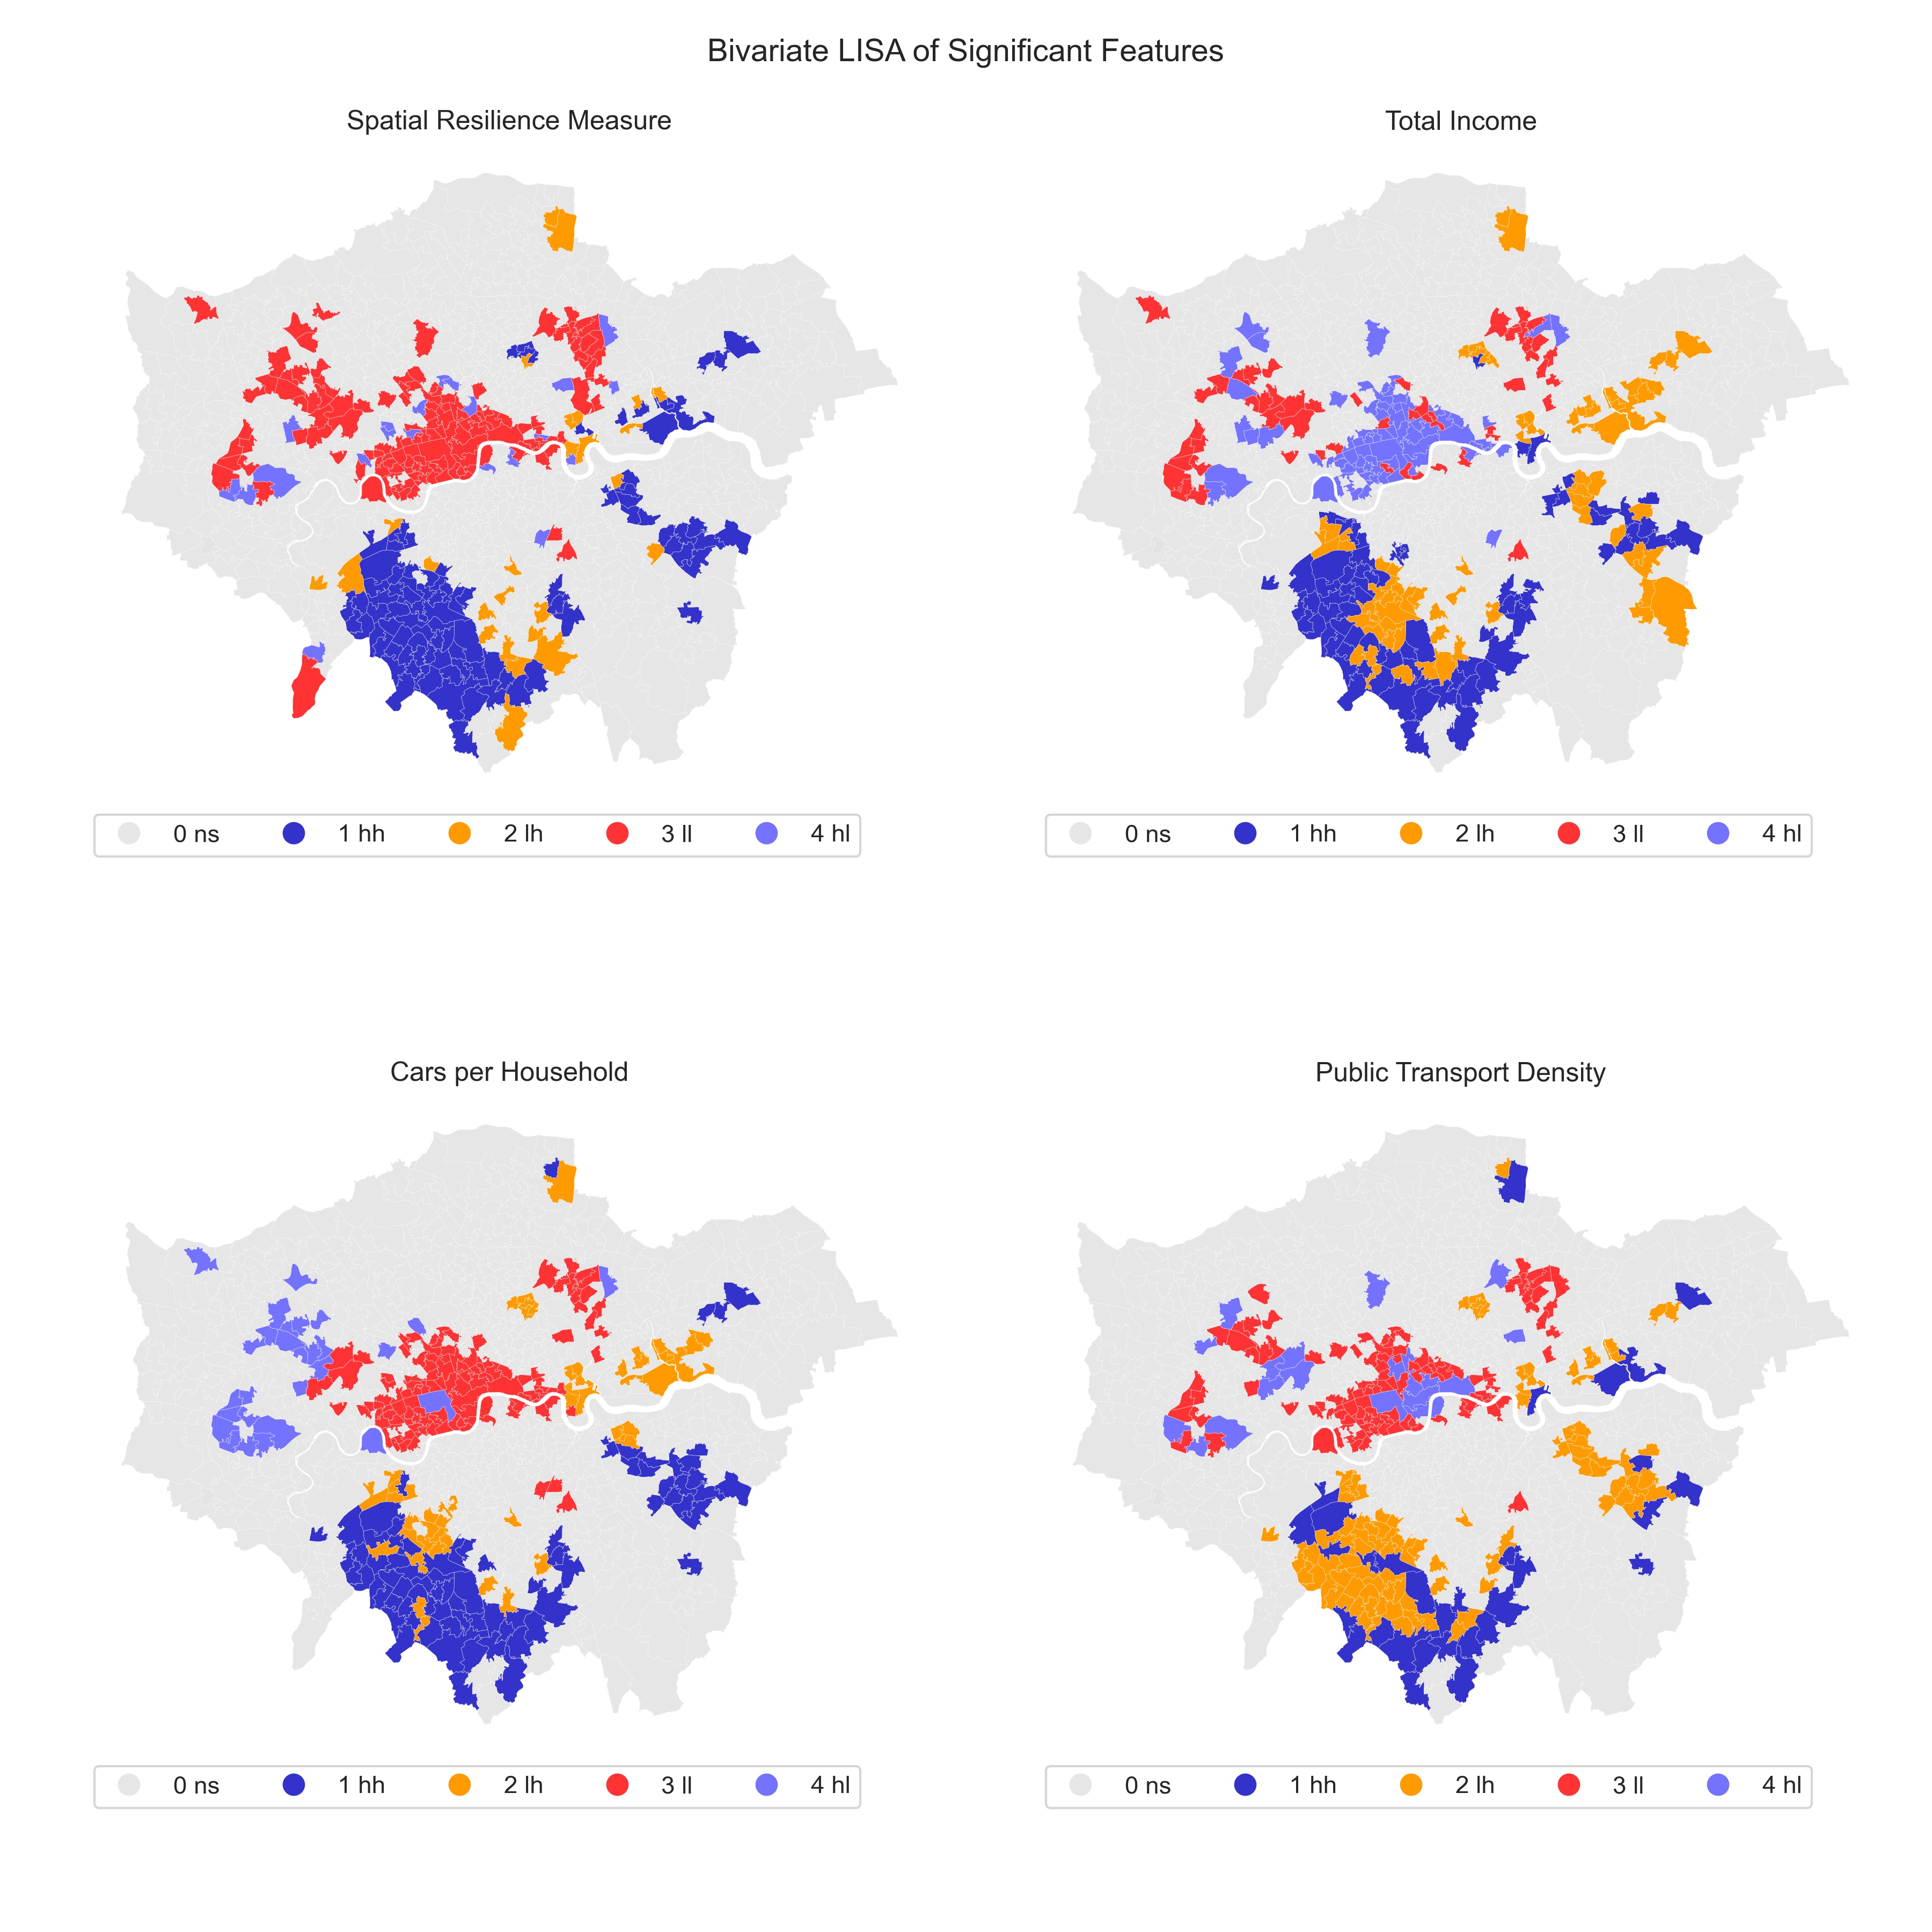 Bivariate LISA of Significant Features
Spatial Resilience Measure
Total Income
0 ns 1 hh 2 lh 3 ll 4 hl
0 ns 1 hh 2 lh 3 ll 4 hl
Cars per Household
Public Transport Density
0 ns 1 hh 2 lh 3 ll 4 hl
0 ns 1 hh 2 lh 3 ll 4 hl